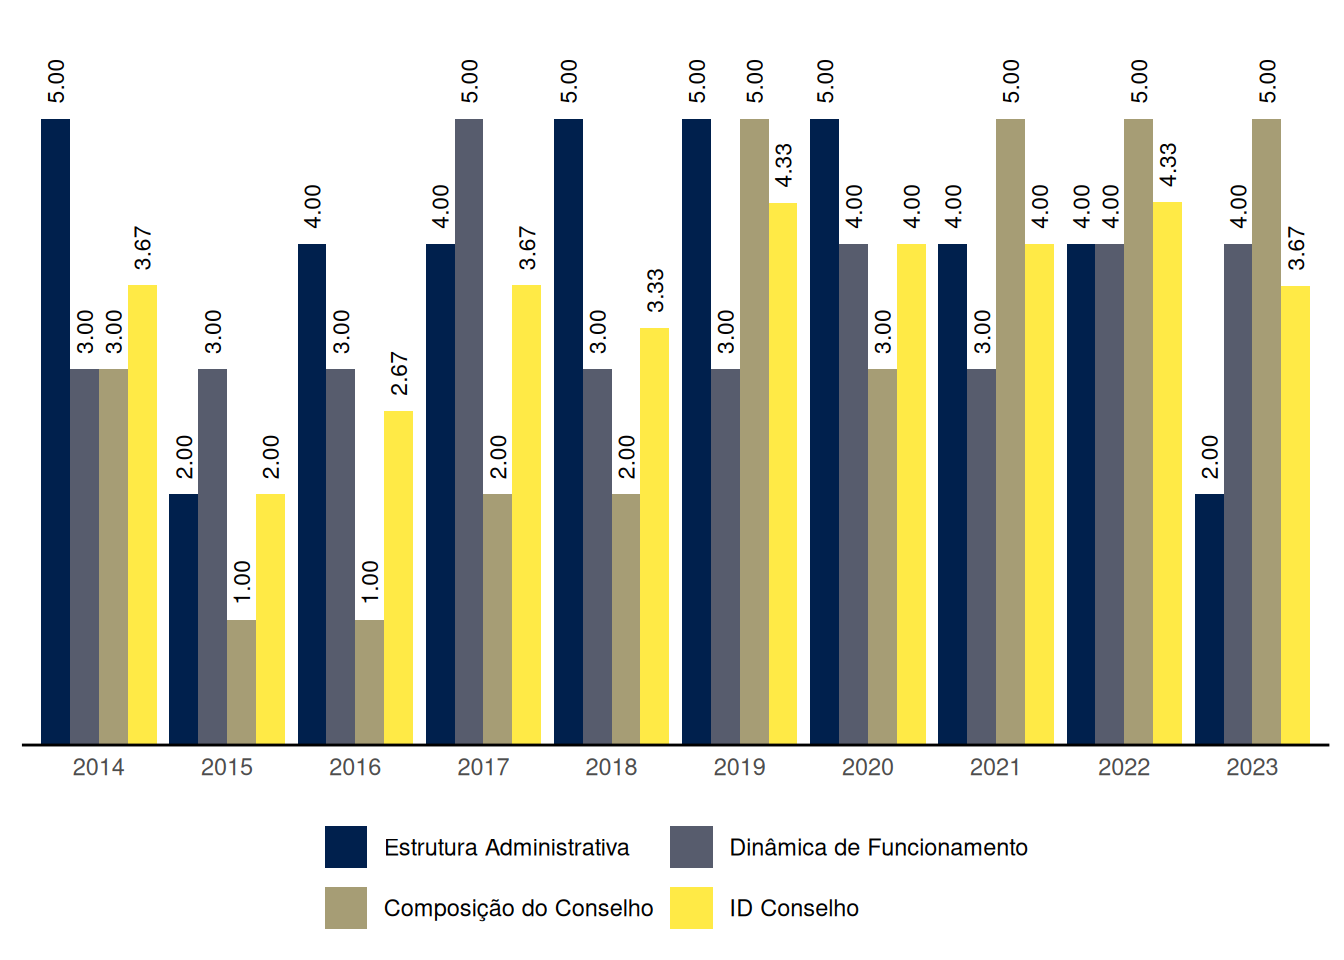 5.00 3.00 3.00 3.67
2.00 3.00 1.00 2.00
4.00 3.00 1.00 2.67
4.00 5.00 2.00 3.67
5.00 3.00 2.00 3.33
5.00 3.00 5.00 4.33
5.00 4.00 3.00 4.00
4.00 3.00 5.00 4.00
4.00 4.00 5.00 4.33
2.00 4.00 5.00 3.67
2014 2015 2016 2017 2018 2019 2020 2021 2022 2023
Estrutura Administrativa Dinâmica de Funcionamento
Composição do Conselho ID Conselho